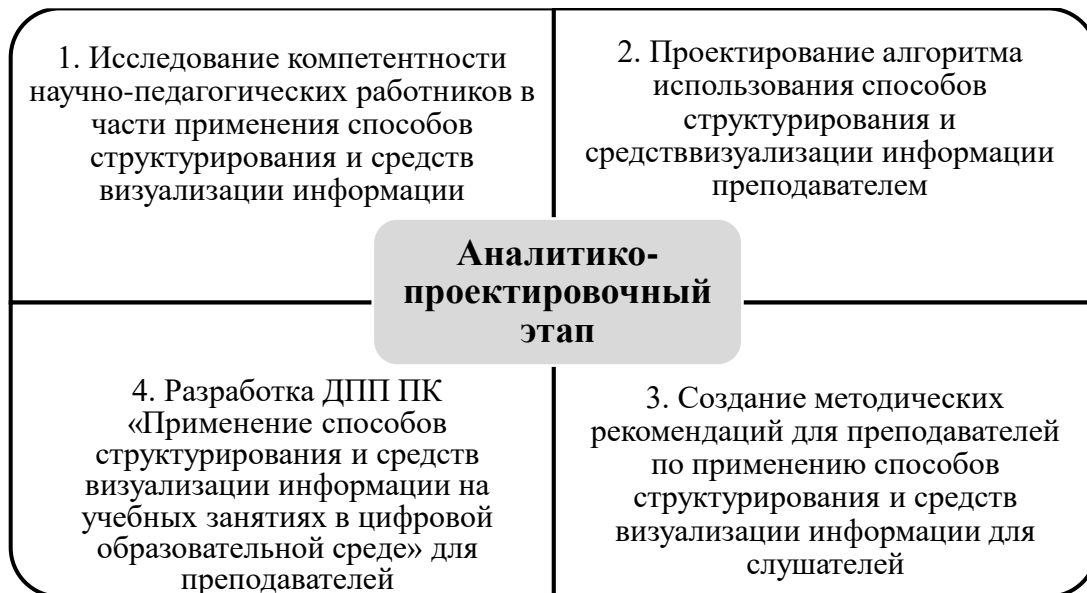 1. Исследование компетентности
научно-педагогических работников в
части применения способов
структурирования и средств
визуализации информации
2. Проектирование алгоритма
использования способов
структурирования и
средстввизуализации информации
преподавателем
Аналитико-
проектировочный
этап
4. Разработка ДПП ПК
«Применение способов
структурирования и средств
визуализации информации на
учебных занятиях в цифровой
образовательной среде» для
преподавателей
3. Создание методических
рекомендаций для преподавателей
по применению способов
структурирования и средств
визуализации информации для
слушателей